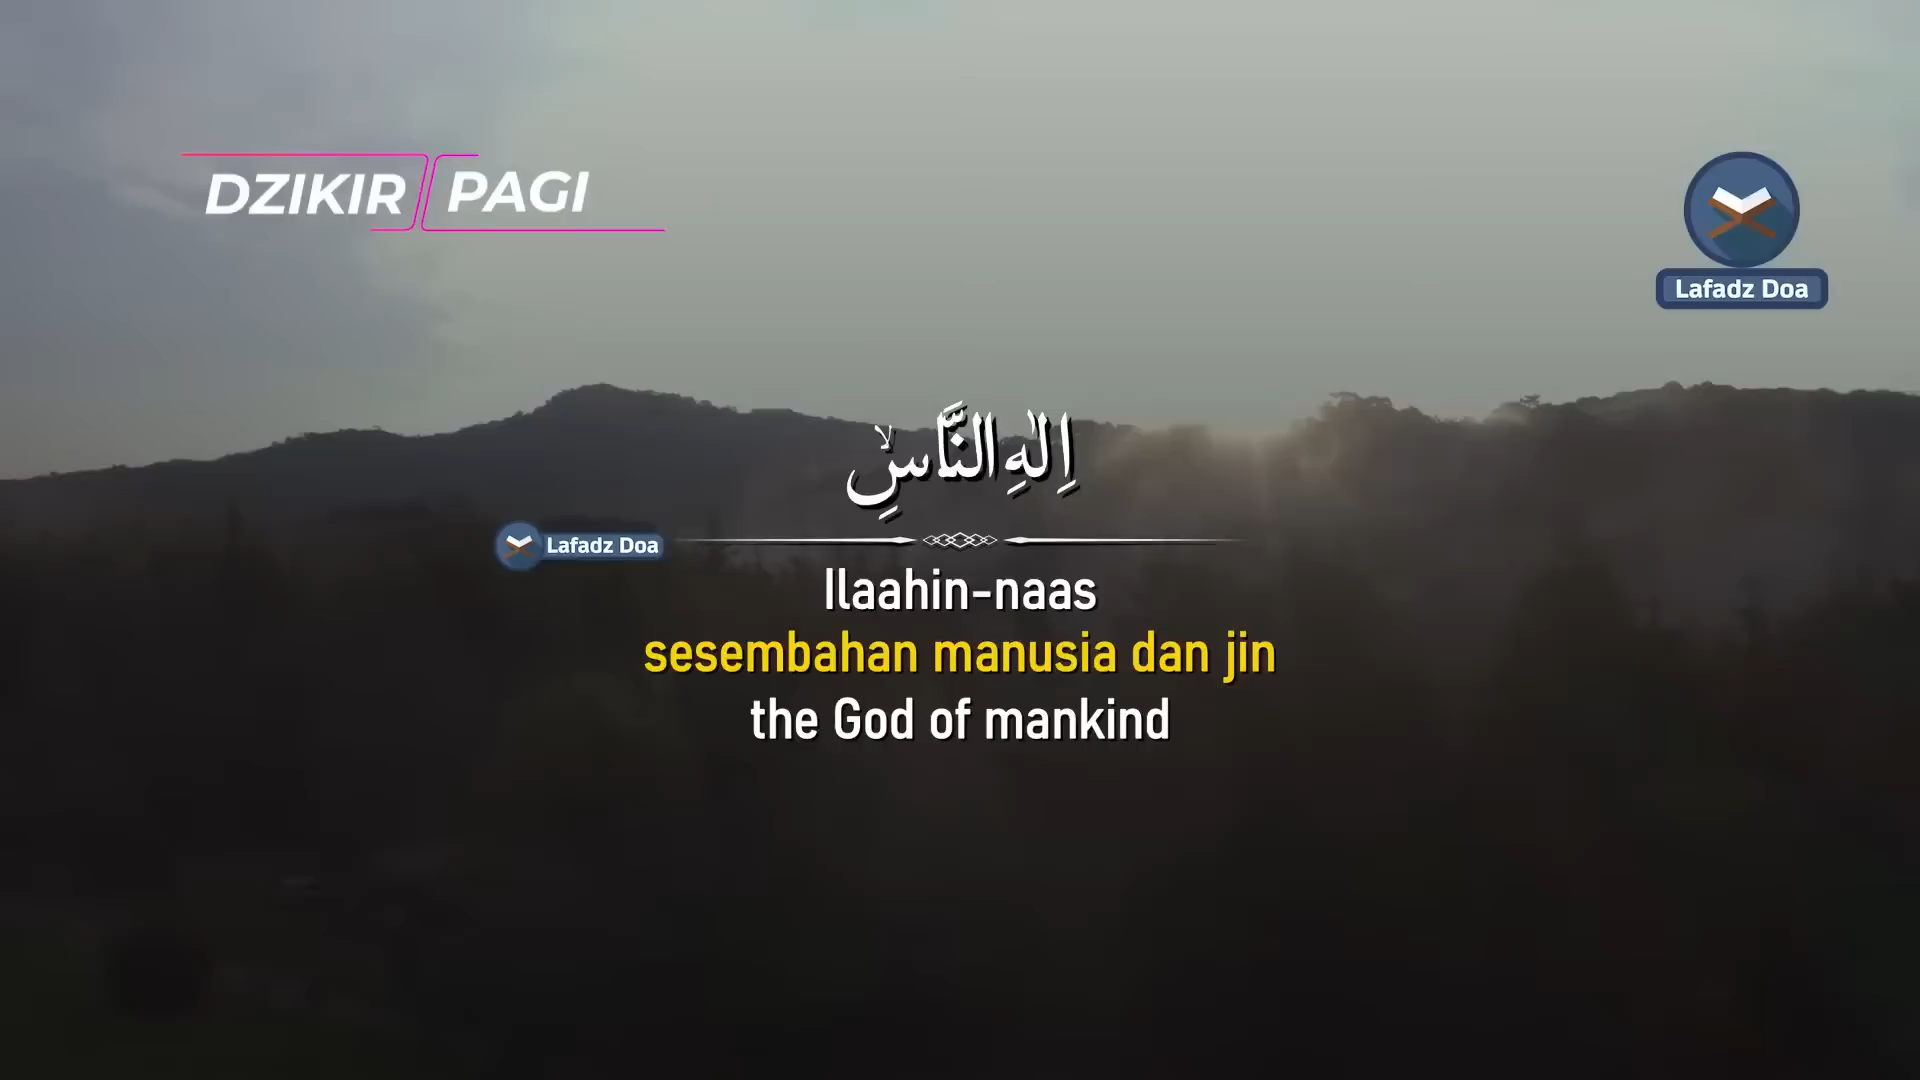 DZIKIR PAGI
Lafadz Doa
اِلٰهِ النَّاسِۙ
Lafadz Doa
Ilaahin-naas
sesembahan manusia dan jin
the God of mankind